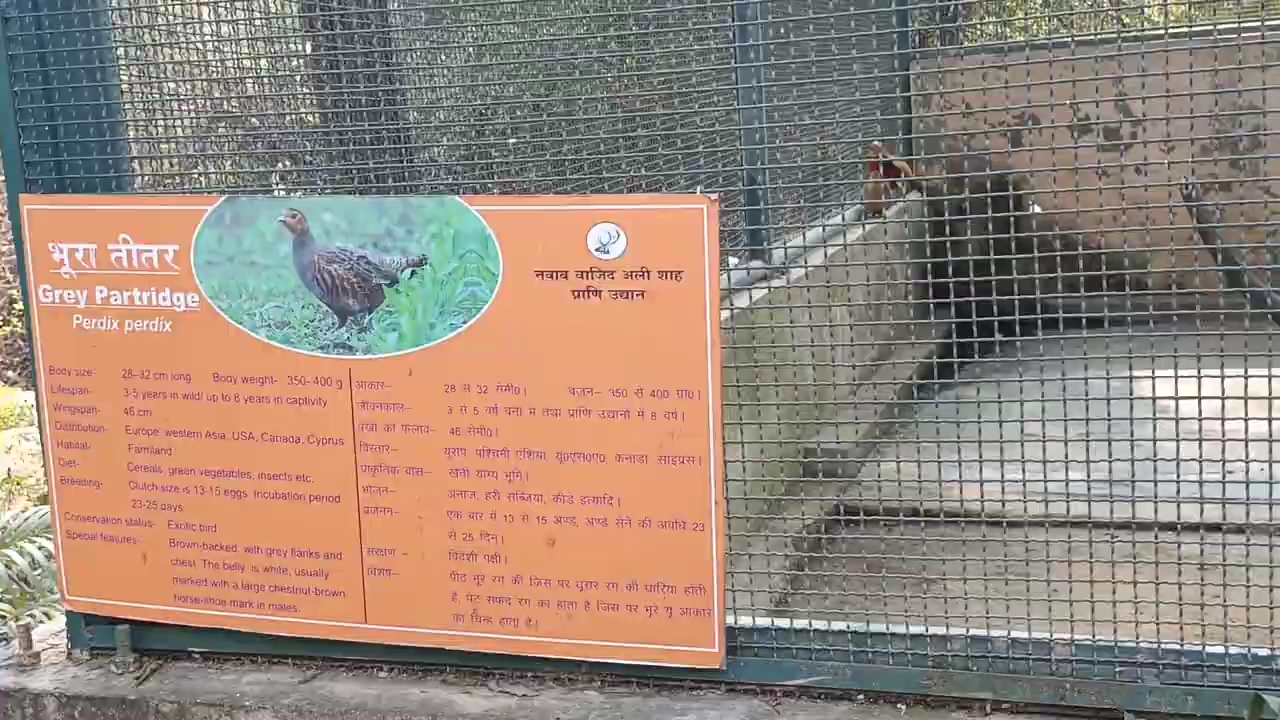 भूरा तीतर
Grey Partridge
Perdix perdix
नवाब वाजिद अली शाह
प्राणि उद्यान
Body size- 28-32 cm long Body weight- 350-400 g
Lifespan- 3-5 years in wild/ up to 8 years in captivity
Wingspan- 46 cm
Distribution- Europe, western Asia, USA, Canada, Cyprus
Habitat- Farmland
Diet- Cereals, green vegetables, insects etc.
Breeding- Clutch size is 13-15 eggs. Incubation period
23-25 days
Conservation status- Exotic bird
Special features- Brown-backed, with grey flanks and
chest. The belly is white, usually
marked with a large chestnut-brown
horse-shoe mark in males.
आकार– 28 से 32 सेमी0। वजन– 350 से 400 ग्रा0।
जीवनकाल– 3 से 5 वर्ष वनों में तथा प्राणि उद्यानों में 8 वर्ष।
पंखों का फैलाव– 46 सेमी0।
विस्तार– यूरोप, पश्चिमी एशिया, यू0एस0ए0, कनाडा, साइप्रस।
प्राकृतिक वास– खेती योग्य भूमि।
भोजन– अनाज, हरी सब्जियां, कीड़े इत्यादि।
प्रजनन– एक बार में 13 से 15 अण्डे, अण्डे सेने की अवधि 23
से 25 दिन।
संरक्षण – विदेशी पक्षी।
विशेष– पीठ भूरे रंग की जिस पर धूसर रंग की धारियां होती
है, पेट सफेद रंग का होता है जिस पर भूरे यू आकार
का चिन्ह होता है।